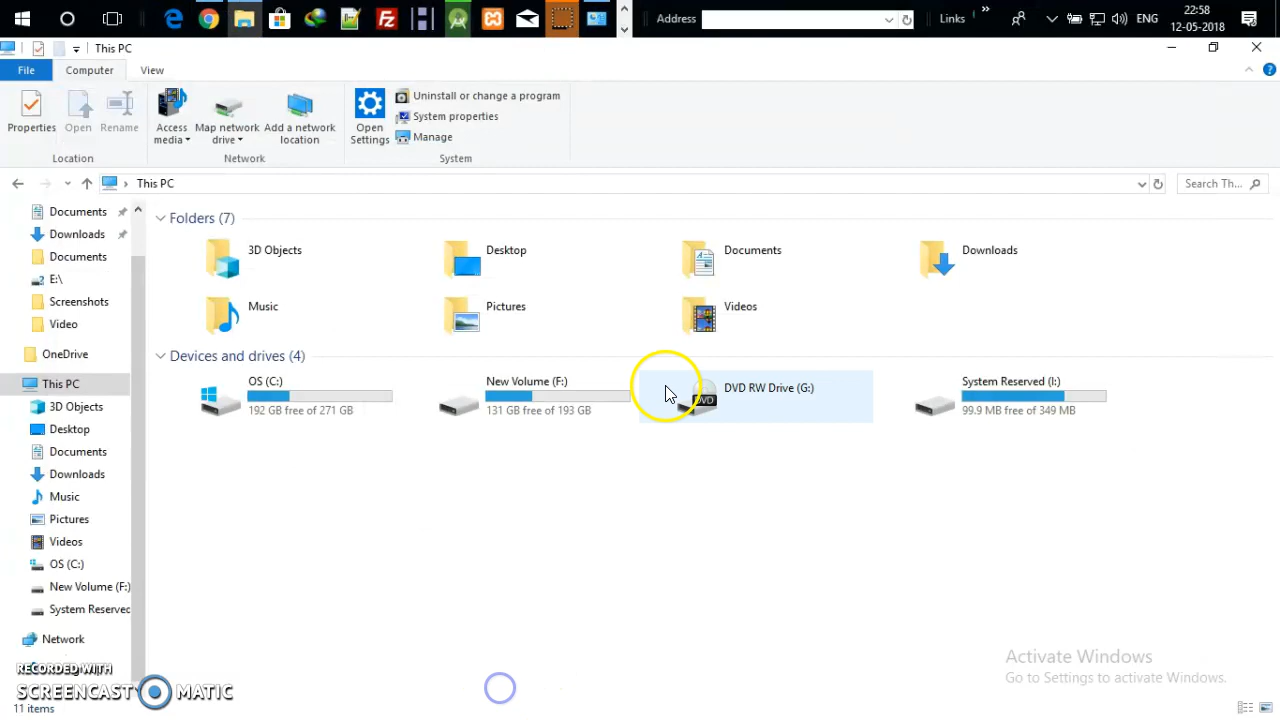 Address
Links
»
ENG
22:58
12-05-2018
This PC
File
Computer
View
Properties
Open
Rename
Access media
Map network drive
Add a network location
Open Settings
Uninstall or change a program
System properties
Manage
Location
Network
System
This PC
Search Th...
Documents
Downloads
Documents
E:\
Screenshots
Video
OneDrive
This PC
3D Objects
Desktop
Documents
Downloads
Music
Pictures
Videos
OS (C:)
New Volume (F:)
System Reserved
Network
Folders (7)
3D Objects
Desktop
Documents
Downloads
Music
Pictures
Videos
Devices and drives (4)
OS (C:)
192 GB free of 271 GB
New Volume (F:)
131 GB free of 193 GB
DVD RW Drive (G:)
DVD
System Reserved (I:)
99.9 MB free of 349 MB
Activate Windows
Go to Settings to activate Windows.
RECORDED WITH
SCREENCAST MATIC
11 items